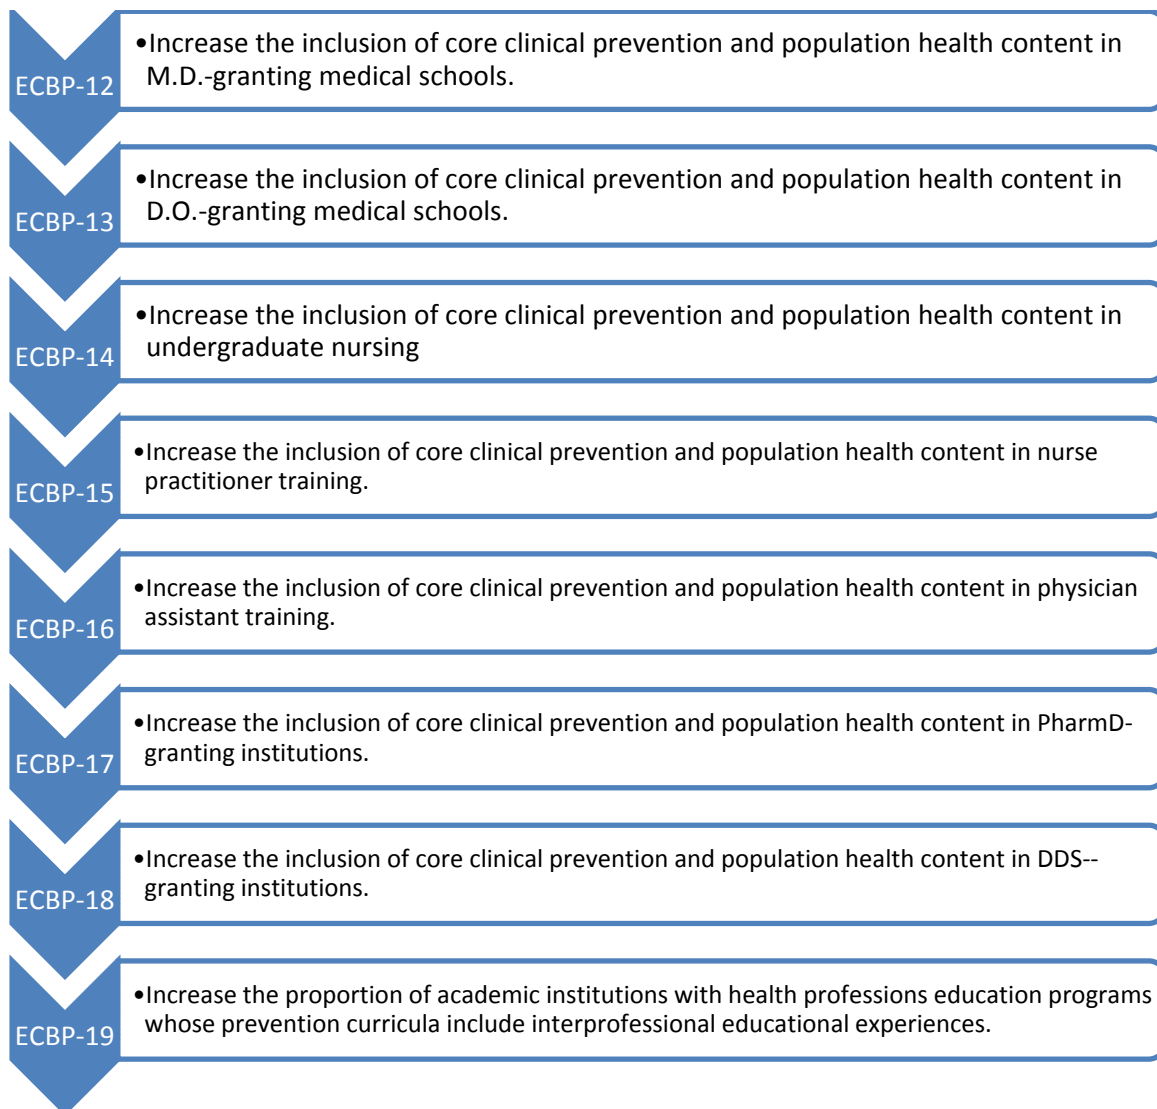 ECBP-12
•Increase the inclusion of core clinical prevention and population health content in
M.D.-granting medical schools.
ECBP-13
•Increase the inclusion of core clinical prevention and population health content in
D.O.-granting medical schools.
ECBP-14
•Increase the inclusion of core clinical prevention and population health content in
undergraduate nursing
ECBP-15
•Increase the inclusion of core clinical prevention and population health content in nurse
practitioner training.
ECBP-16
•Increase the inclusion of core clinical prevention and population health content in physician
assistant training.
ECBP-17
•Increase the inclusion of core clinical prevention and population health content in PharmD-
granting institutions.
ECBP-18
•Increase the inclusion of core clinical prevention and population health content in DDS--
granting institutions.
ECBP-19
•Increase the proportion of academic institutions with health professions education programs
whose prevention curricula include interprofessional educational experiences.